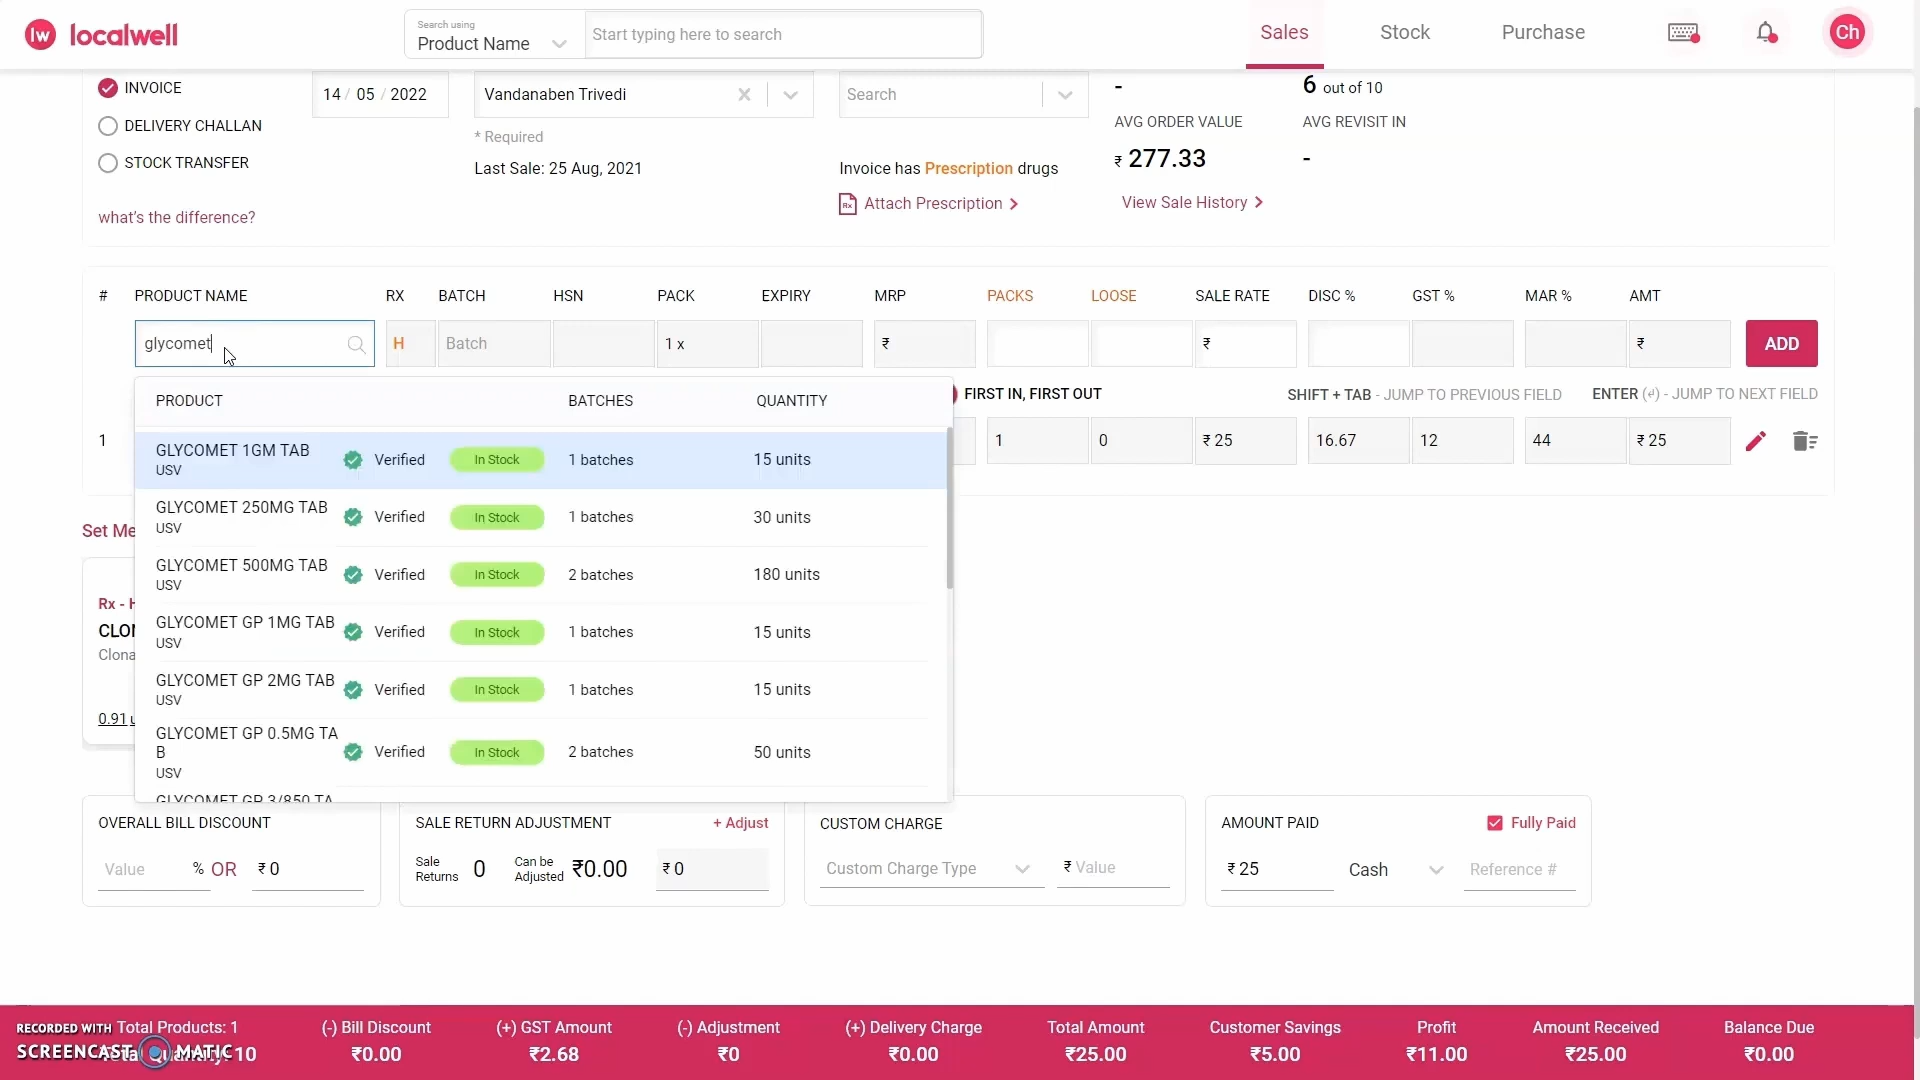 lw localwell
Search using
Product Name
Start typing here to search
Sales
Stock
Purchase
Ch
INVOICE
DELIVERY CHALLAN
STOCK TRANSFER
what's the difference?
14 / 05 / 2022
Vandanaben Trivedi
* Required
Last Sale: 25 Aug, 2021
Search
Invoice has Prescription drugs
Rx Attach Prescription
-
AVG ORDER VALUE
₹ 277.33
View Sale History
6 out of 10
AVG REVISIT IN
-
# PRODUCT NAME RX BATCH HSN PACK EXPIRY MRP PACKS LOOSE SALE RATE DISC % GST % MAR % AMT
glycomet H Batch 1 x ₹ ₹ ₹ ADD
FIRST IN, FIRST OUT SHIFT + TAB - JUMP TO PREVIOUS FIELD ENTER (↵) - JUMP TO NEXT FIELD
1 1 0 ₹ 25 16.67 12 44 ₹ 25
PRODUCT BATCHES QUANTITY
GLYCOMET 1GM TAB
USV
Verified In Stock 1 batches 15 units
GLYCOMET 250MG TAB
USV
Verified In Stock 1 batches 30 units
GLYCOMET 500MG TAB
USV
Verified In Stock 2 batches 180 units
GLYCOMET GP 1MG TAB
USV
Verified In Stock 1 batches 15 units
GLYCOMET GP 2MG TAB
USV
Verified In Stock 1 batches 15 units
GLYCOMET GP 0.5MG TA
B
USV
Verified In Stock 2 batches 50 units
GLYCOMET GP 3/850 TA
Set Me
Rx - H
CLON
Clona
0.91 u
OVERALL BILL DISCOUNT
Value % OR ₹ 0
SALE RETURN ADJUSTMENT + Adjust
Sale Returns 0 Can be Adjusted ₹0.00 ₹ 0
CUSTOM CHARGE
Custom Charge Type ₹ Value
AMOUNT PAID Fully Paid
₹ 25 Cash Reference #
RECORDED WITH
SCREENCAST MATIC
Total Products: 1
Total Quantity: 10
(-) Bill Discount
₹0.00
(+) GST Amount
₹2.68
(-) Adjustment
₹0
(+) Delivery Charge
₹0.00
Total Amount
₹25.00
Customer Savings
₹5.00
Profit
₹11.00
Amount Received
₹25.00
Balance Due
₹0.00